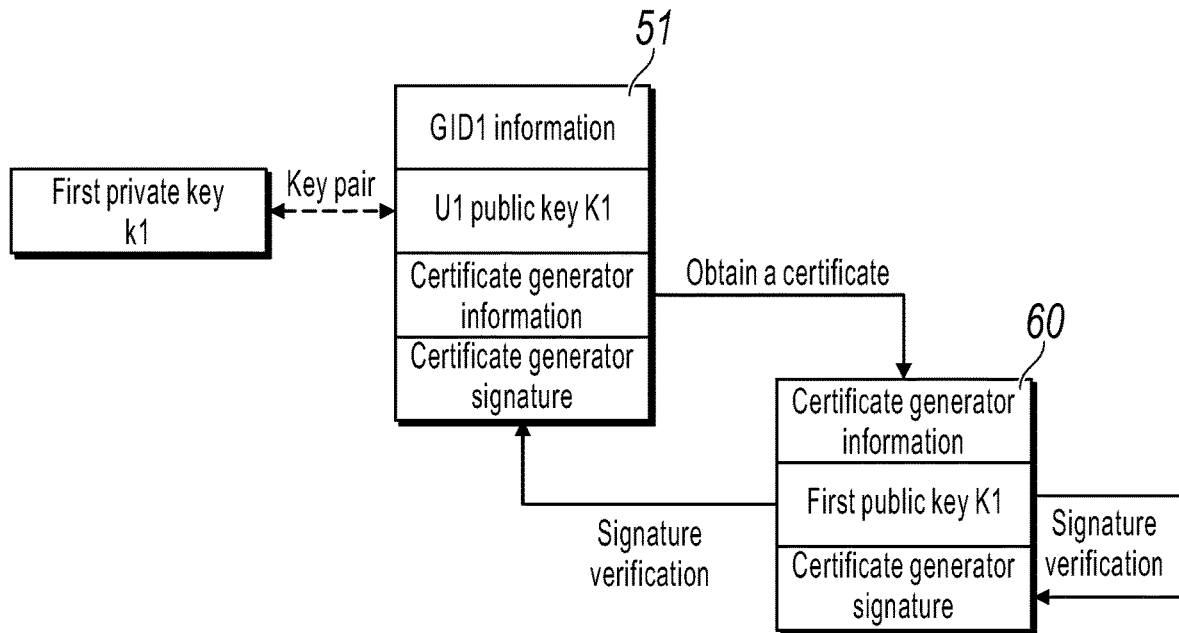 51
GID1 information
First private key
k1
Key pair
U1 public key K1
Certificate generator
information
Obtain a certificate
Certificate generator
signature
60
Certificate generator
information
First public key K1
Signature
verification
Signature
verification
Certificate generator
signature